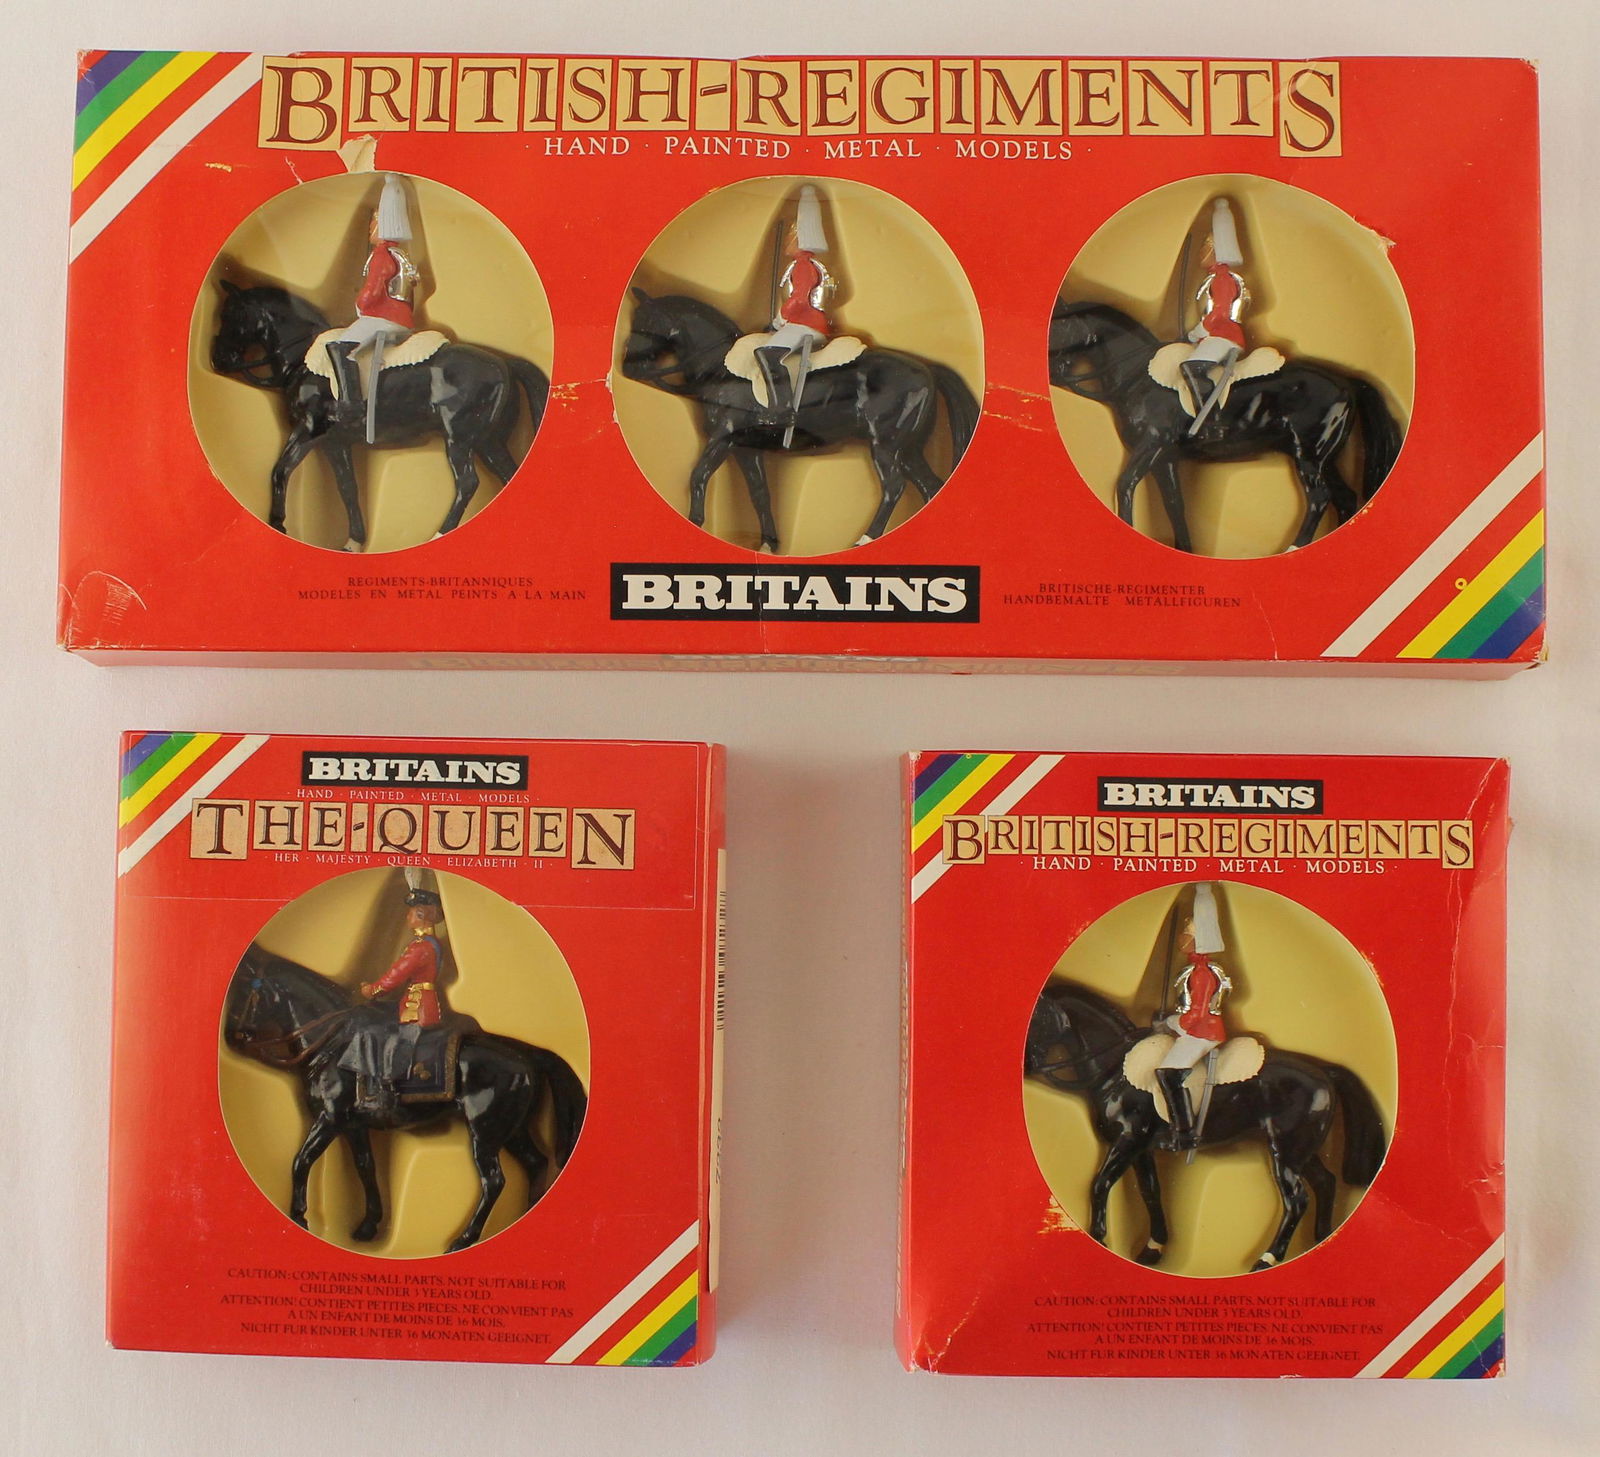 BRITISH-REGIMENTS
· HAND · PAINTED · METAL · MODELS ·
REGIMENTS-BRITANNIQUES
MODELES EN METAL PEINTS A LA MAIN
BRITAINS
BRITISCHE-REGIMENTER
HANDBEMALTE · METALLFIGUREN
BRITAINS
· HAND · PAINTED · METAL · MODELS ·
THE-QUEEN
· HER · MAJESTY · QUEEN · ELIZABETH · II ·
CAUTION: CONTAINS SMALL PARTS. NOT SUITABLE FOR
CHILDREN UNDER 3 YEARS OLD.
ATTENTION! CONTIENT PETITES PIECES. NE CONVIENT PAS
A UN ENFANT DE MOINS DE 36 MOIS.
NICHT FUR KINDER UNTER 36 MONATEN GEEIGNET.
BRITAINS
BRITISH-REGIMENTS
· HAND · PAINTED · METAL · MODELS ·
CAUTION: CONTAINS SMALL PARTS. NOT SUITABLE FOR
CHILDREN UNDER 3 YEARS OLD.
ATTENTION! CONTIENT PETITES PIECES. NE CONVIENT PAS
A UN ENFANT DE MOINS DE 36 MOIS.
NICHT FUR KINDER UNTER 36 MONATEN GEEIGNET.